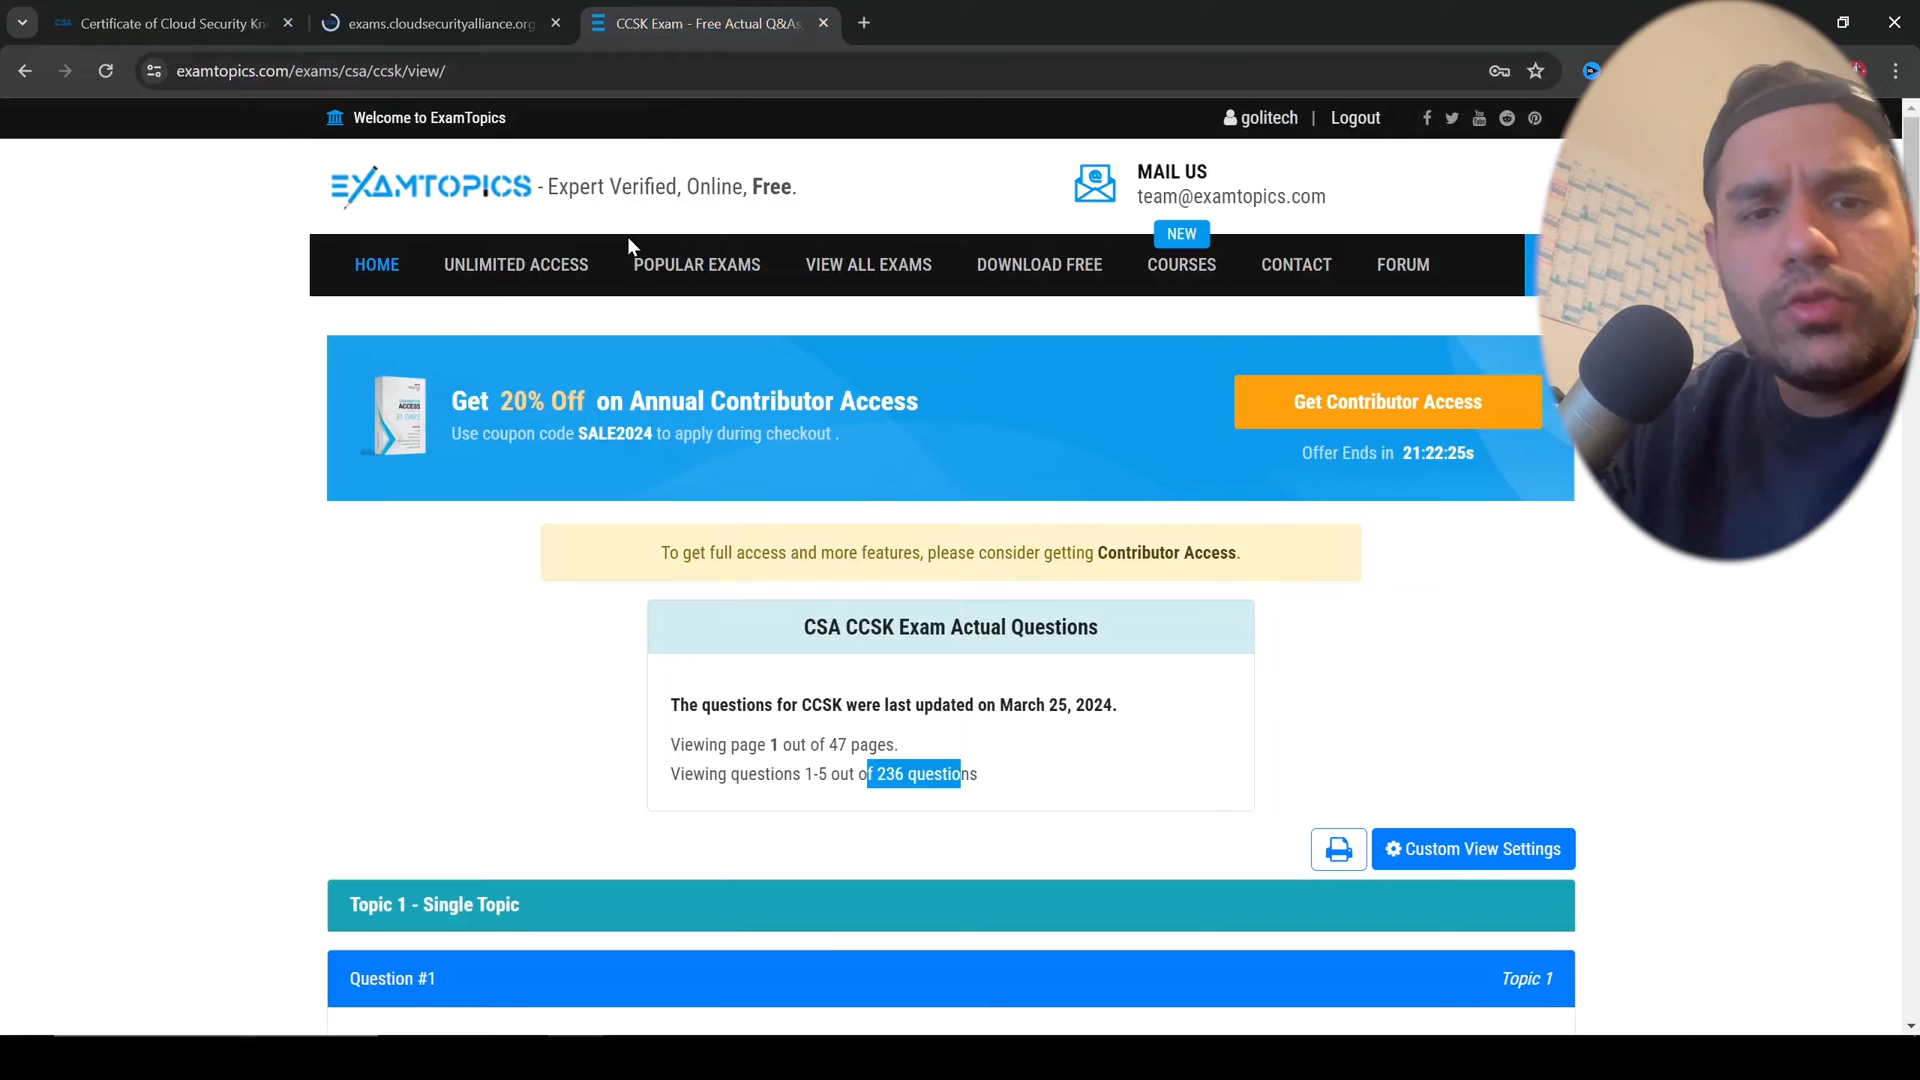 Certificate of Cloud Security Kn
exams.cloudsecurityalliance.org
CCSK Exam - Free Actual Q&As
examtopics.com/exams/csa/ccsk/view/
Welcome to ExamTopics
golitech | Logout
EXAMTOPICS - Expert Verified, Online, Free.
MAIL US
team@examtopics.com
NEW
HOME UNLIMITED ACCESS POPULAR EXAMS VIEW ALL EXAMS DOWNLOAD FREE COURSES CONTACT FORUM
Get 20% Off on Annual Contributor Access
Use coupon code SALE2024 to apply during checkout .
Get Contributor Access
Offer Ends in 21:22:25s
To get full access and more features, please consider getting Contributor Access.
CSA CCSK Exam Actual Questions
The questions for CCSK were last updated on March 25, 2024.
Viewing page 1 out of 47 pages.
Viewing questions 1-5 out of 236 questions
Custom View Settings
Topic 1 - Single Topic
Question #1
Topic 1